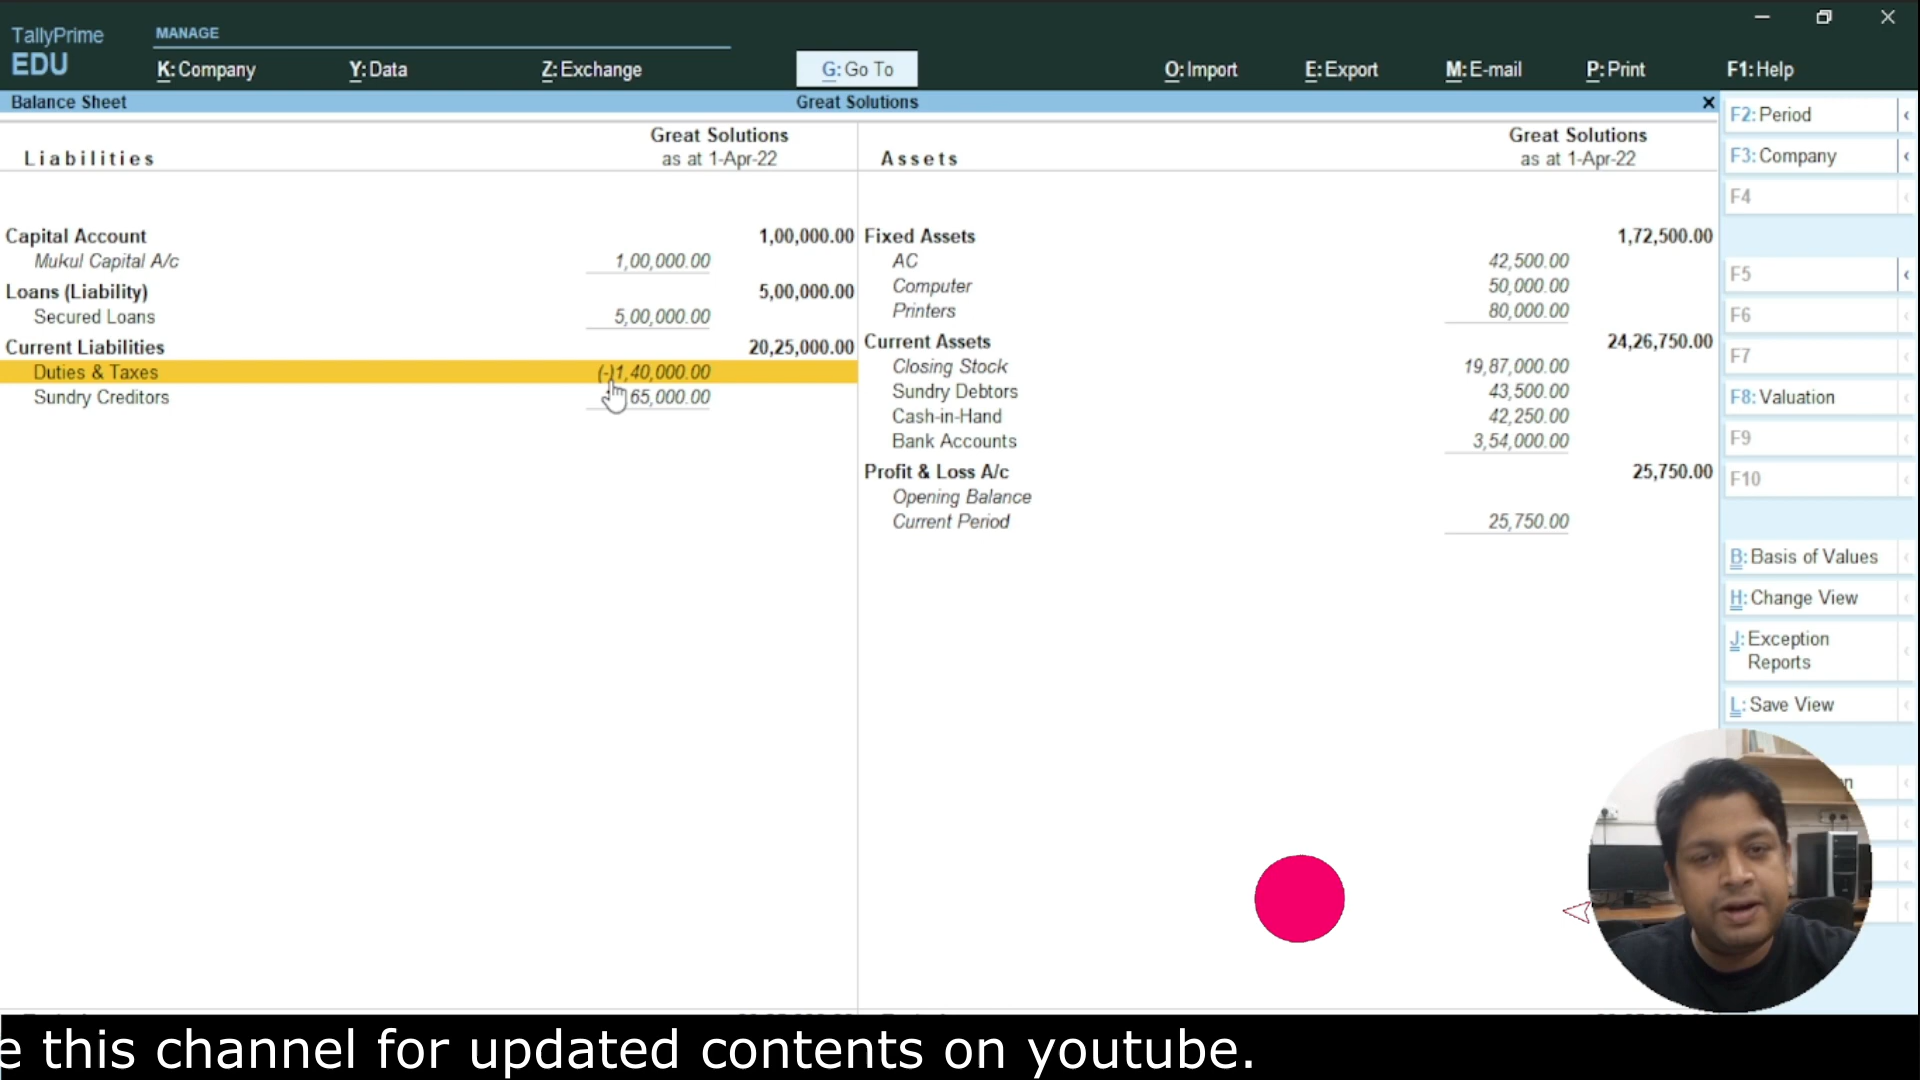 TallyPrime
EDU
MANAGE
K: Company
Y: Data
Z: Exchange
G: Go To
O: Import
E: Export
M: E-mail
P: Print
F1: Help
Balance Sheet
Great Solutions
×
Liabilities
Great Solutions
as at 1-Apr-22
Capital Account 1,00,000.00
Mukul Capital A/c 1,00,000.00
Loans (Liability) 5,00,000.00
Secured Loans 5,00,000.00
Current Liabilities 20,25,000.00
Duties & Taxes (-)1,40,000.00
Sundry Creditors 65,000.00
Assets
Great Solutions
as at 1-Apr-22
Fixed Assets 1,72,500.00
AC 42,500.00
Computer 50,000.00
Printers 80,000.00
Current Assets 24,26,750.00
Closing Stock 19,87,000.00
Sundry Debtors 43,500.00
Cash-in-Hand 42,250.00
Bank Accounts 3,54,000.00
Profit & Loss A/c 25,750.00
Opening Balance
Current Period 25,750.00
F2: Period
F3: Company
F4
F5
F6
F7
F8: Valuation
F9
F10
B: Basis of Values
H: Change View
J: Exception
Reports
L: Save View
n
e this channel for updated contents on youtube.